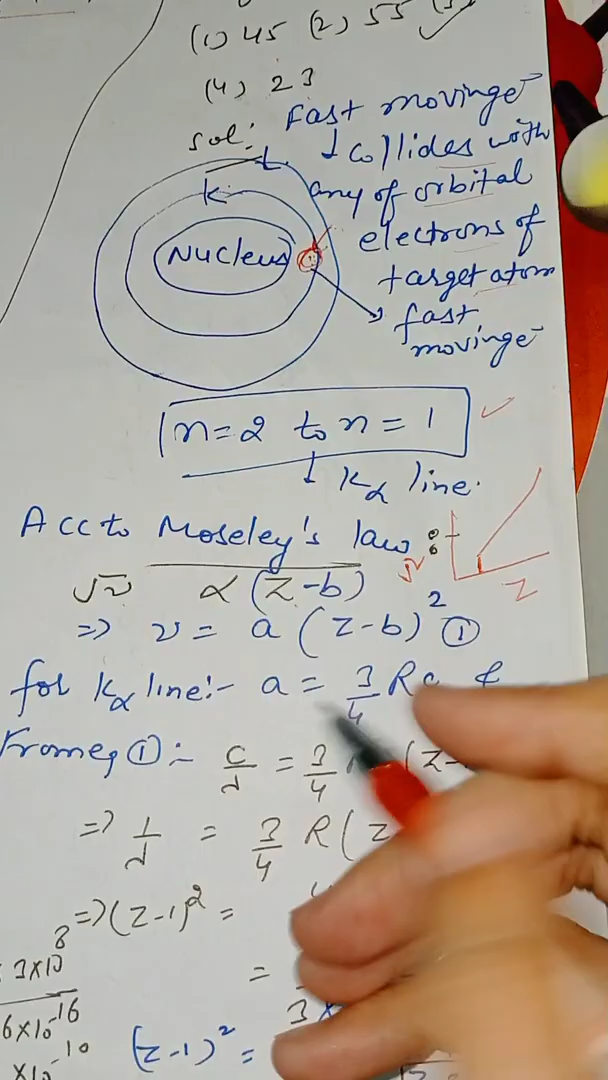 (1) 45 (2) 55
(4) 23
Sol:
Fast moving e⁻
↓ collides with
any of orbital
electrons of
target atom
L
K
Nucleus
fast
moving e⁻
n=2 to n=1
↓ Kα line.
Acc to Moseley's law :-
√ν ∝ (Z-b)
√ν
Z
=> ν = a (Z-b)² ①
for Kα line:- a = 3/4 R
From eq ①:- c/λ = 3/4 (Z-
=> 1/λ = 3/4 R (Z
=> (Z-1)² =
=
3×10⁸
6×10⁻¹⁶
×10⁻¹⁰
(Z-1)² = 3×